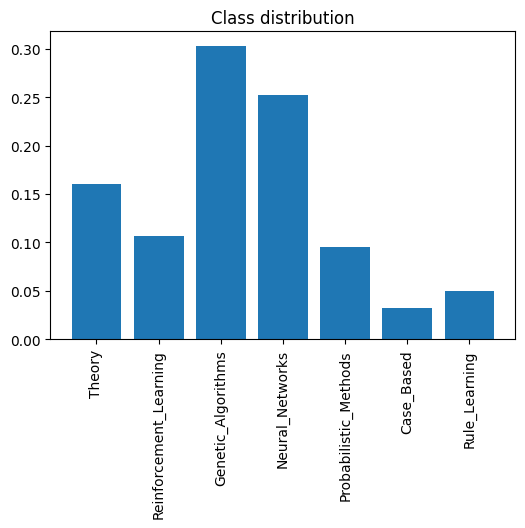 Class distribution
0.30
0.25
0.20
0.15
0.10
0.05
0.00
Theory
Reinforcement_Learning
Genetic_Algorithms
Neural_Networks
Probabilistic_Methods
Case_Based
Rule_Learning